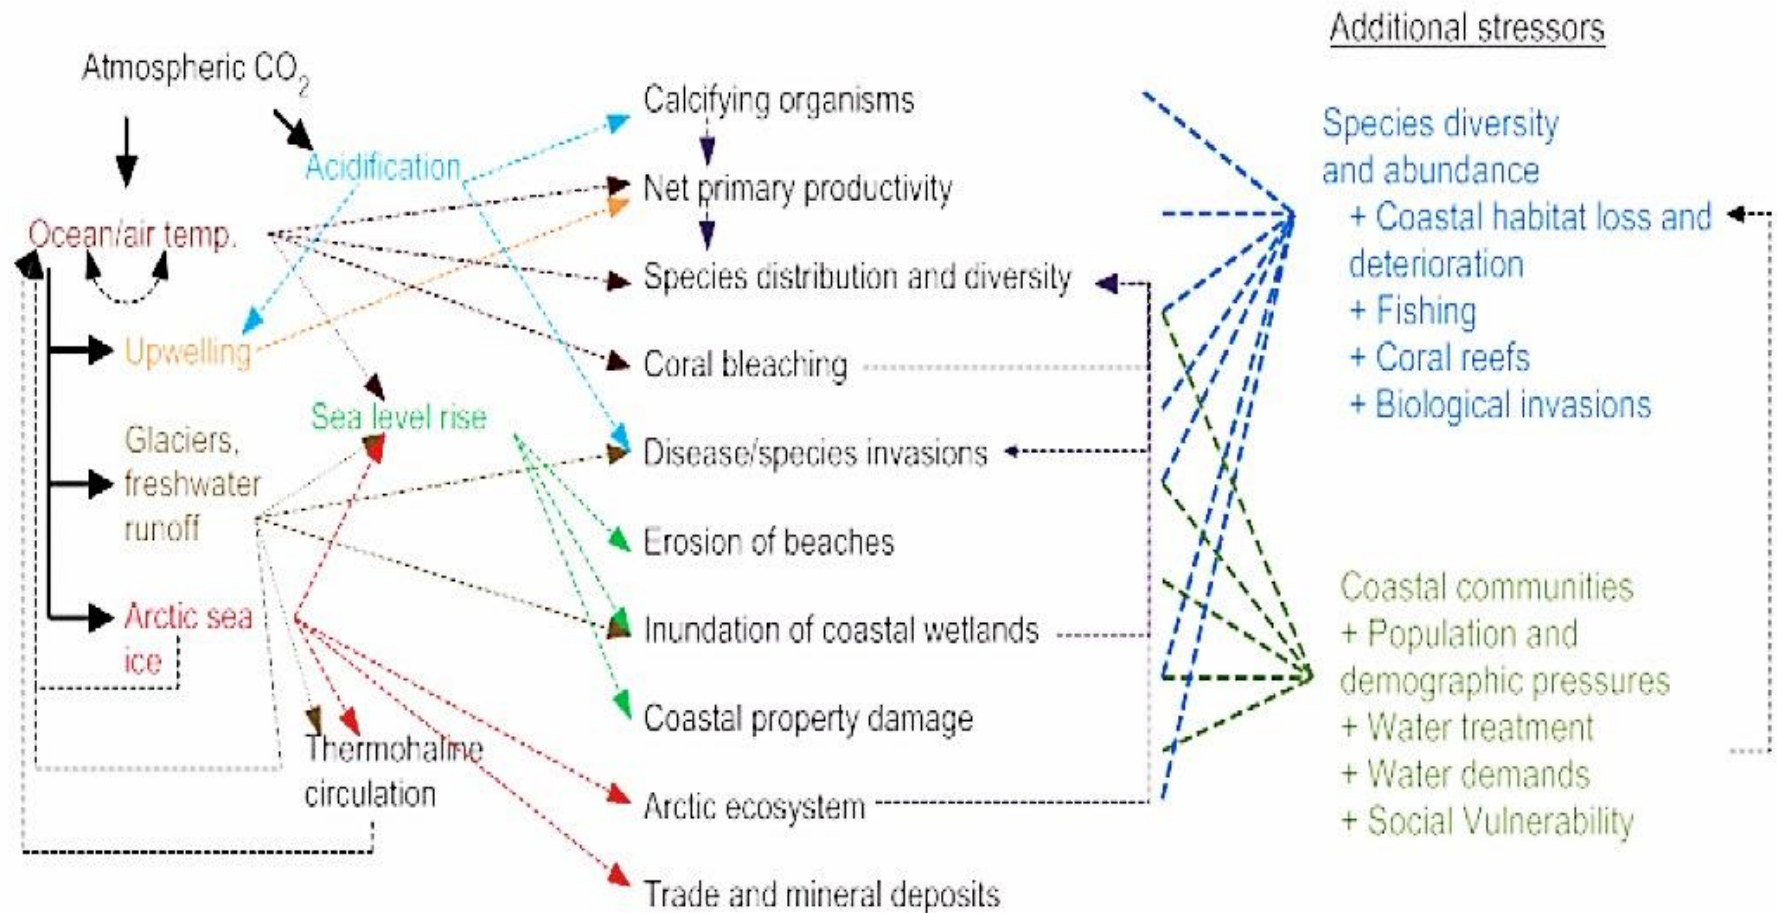 Additional stressors
Atmospheric CO₂
Acidification
Ocean/air temp.
Upwelling
Glaciers,
freshwater
runoff
Sea level rise
Arctic sea
ice
Thermohaline
circulation
Calcifying organisms
Net primary productivity
Species distribution and diversity
Coral bleaching
Disease/species invasions
Erosion of beaches
Inundation of coastal wetlands
Coastal property damage
Arctic ecosystem
Trade and mineral deposits
Species diversity
and abundance
+ Coastal habitat loss and
deterioration
+ Fishing
+ Coral reefs
+ Biological invasions
Coastal communities
+ Population and
demographic pressures
+ Water treatment
+ Water demands
+ Social Vulnerability